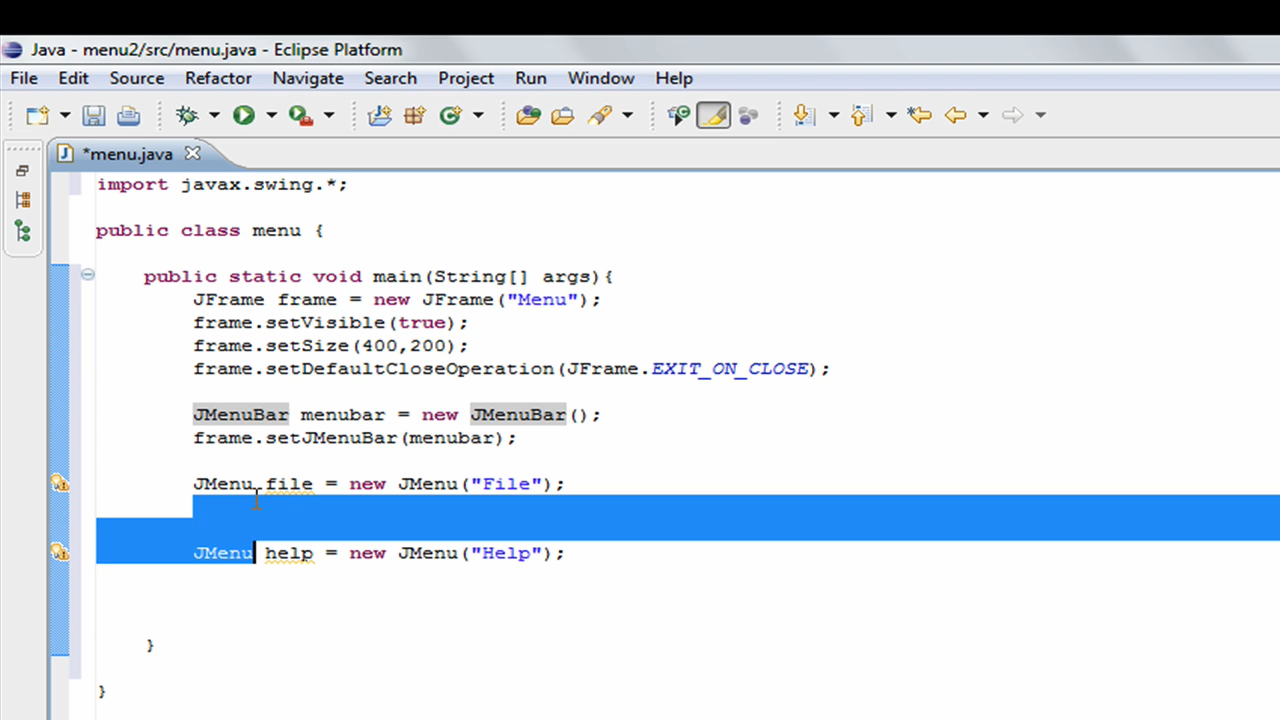 Java - menu2/src/menu.java - Eclipse Platform
File Edit Source Refactor Navigate Search Project Run Window Help
*menu.java
import javax.swing.*;
public class menu {
public static void main(String[] args){
JFrame frame = new JFrame("Menu");
frame.setVisible(true);
frame.setSize(400,200);
frame.setDefaultCloseOperation(JFrame.EXIT_ON_CLOSE);
JMenuBar menubar = new JMenuBar();
frame.setJMenuBar(menubar);
JMenu file = new JMenu("File");
JMenu help = new JMenu("Help");
}
}